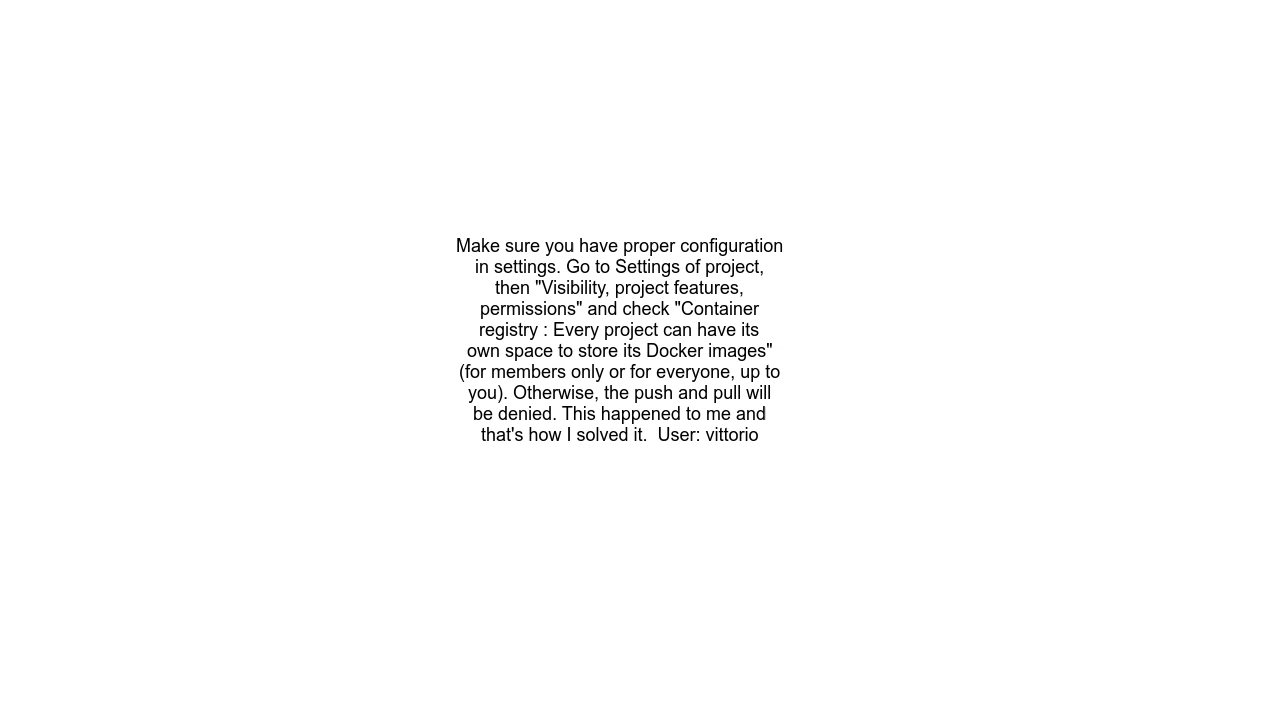 Make sure you have proper configuration
in settings. Go to Settings of project,
then "Visibility, project features,
permissions" and check "Container
registry : Every project can have its
own space to store its Docker images"
(for members only or for everyone, up to
you). Otherwise, the push and pull will
be denied. This happened to me and
that's how I solved it.  User: vittorio